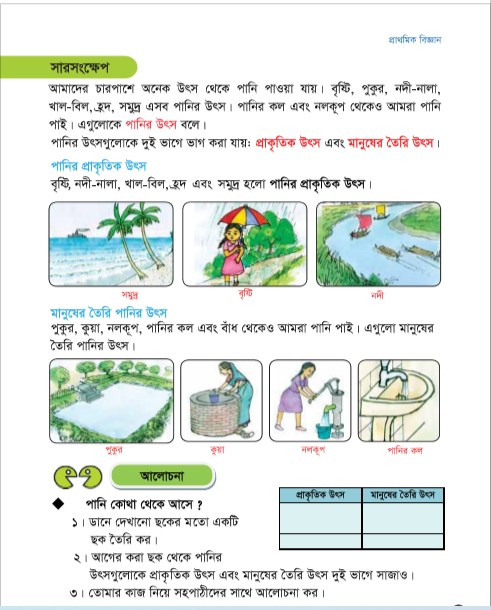 প্রাথমিক বিজ্ঞান
সারসংক্ষেপ
আমাদের চারপাশে অনেক উৎস থেকে পানি পাওয়া যায়। বৃষ্টি, পুকুর, নদী-নালা,
খাল-বিল,হ্রদ, সমুদ্র এসব পানির উৎস। পানির কল এবং নলকূপ থেকেও আমরা পানি
পাই। এগুলোকে পানির উৎস বলে।
পানির উৎসগুলোকে দুই ভাগে ভাগ করা যায়: প্রাকৃতিক উৎস এবং মানুষের তৈরি উৎস।
পানির প্রাকৃতিক উৎস
বৃষ্টি, নদী-নালা, খাল-বিল,হ্রদ এবং সমুদ্র হলো পানির প্রাকৃতিক উৎস।
সমুদ্র বৃষ্টি নদী
মানুষের তৈরি পানির উৎস
পুকুর, কুয়া, নলকূপ, পানির কল এবং বাঁধ থেকেও আমরা পানি পাই। এগুলো মানুষের
তৈরি পানির উৎস।
পুকুর কুয়া নলকূপ পানির কল
আলোচনা
পানি কোথা থেকে আসে ?
১। ডানে দেখানো ছকের মতো একটি
ছক তৈরি কর।
২। আগের করা ছক থেকে পানির
উৎসগুলোকে প্রাকৃতিক উৎস এবং মানুষের তৈরি উৎস দুই ভাগে সাজাও।
৩। তোমার কাজ নিয়ে সহপাঠীদের সাথে আলোচনা কর।
প্রাকৃতিক উৎস মানুষের তৈরি উৎস